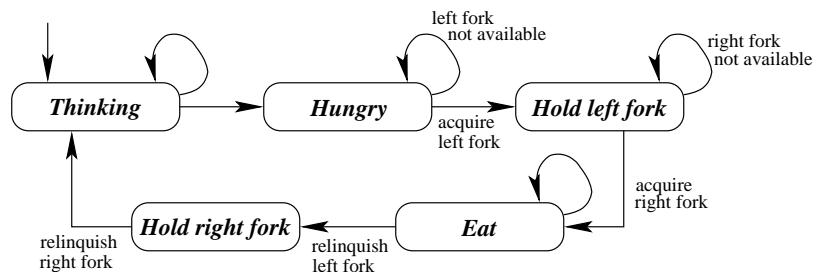 left fork
not available
right fork
not available
Thinking
Hungry
Hold left fork
acquire
left fork
acquire
right fork
Hold right fork
Eat
relinquish
right fork
relinquish
left fork